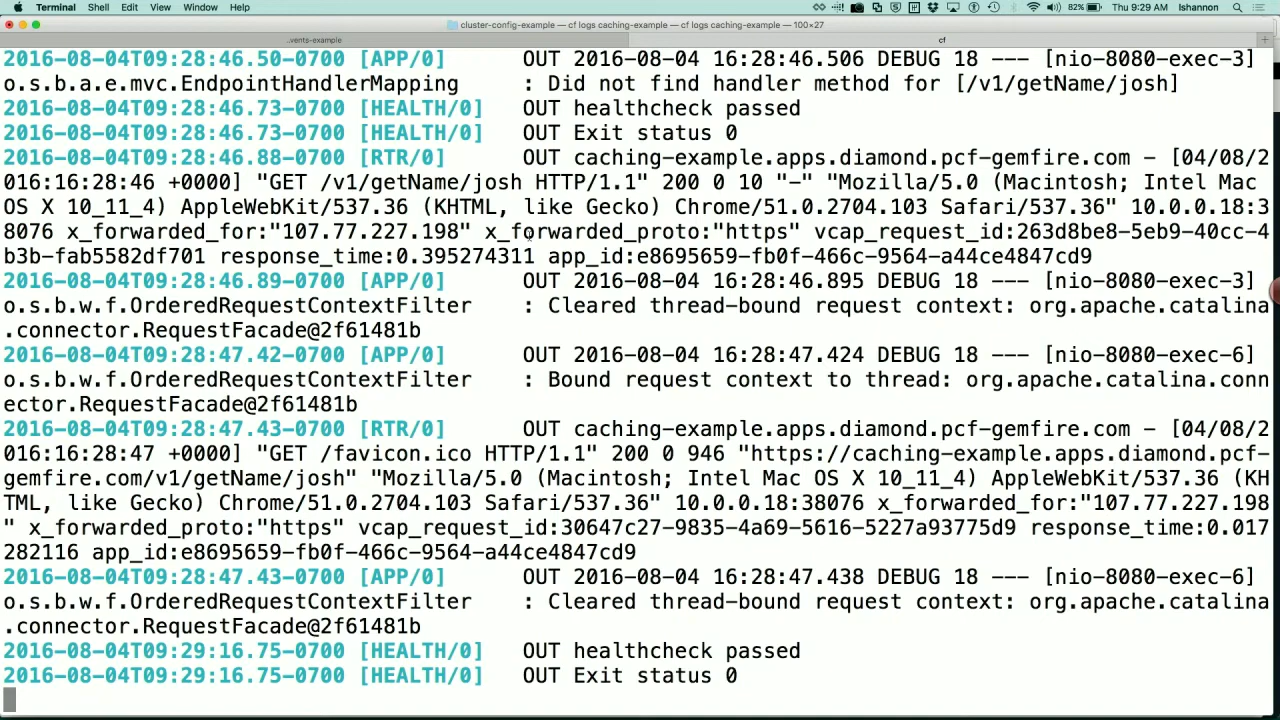 Terminal Shell Edit View Window Help 82% Thu 9:29 AM lshannon
cluster-config-example — cf logs caching-example — cf logs caching-example — 100×27
..vents-example cf
2016-08-04T09:28:46.50-0700 [APP/0] OUT 2016-08-04 16:28:46.506 DEBUG 18 --- [nio-8080-exec-3]
o.s.b.a.e.mvc.EndpointHandlerMapping : Did not find handler method for [/v1/getName/josh]
2016-08-04T09:28:46.73-0700 [HEALTH/0] OUT healthcheck passed
2016-08-04T09:28:46.73-0700 [HEALTH/0] OUT Exit status 0
2016-08-04T09:28:46.88-0700 [RTR/0] OUT caching-example.apps.diamond.pcf-gemfire.com - [04/08/2
016:16:28:46 +0000] "GET /v1/getName/josh HTTP/1.1" 200 0 10 "-" "Mozilla/5.0 (Macintosh; Intel Mac
OS X 10_11_4) AppleWebKit/537.36 (KHTML, like Gecko) Chrome/51.0.2704.103 Safari/537.36" 10.0.0.18:3
8076 x_forwarded_for:"107.77.227.198" x_forwarded_proto:"https" vcap_request_id:263d8be8-5eb9-40cc-4
b3b-fab5582df701 response_time:0.395274311 app_id:e8695659-fb0f-466c-9564-a44ce4847cd9
2016-08-04T09:28:46.89-0700 [APP/0] OUT 2016-08-04 16:28:46.895 DEBUG 18 --- [nio-8080-exec-3]
o.s.b.w.f.OrderedRequestContextFilter : Cleared thread-bound request context: org.apache.catalina
.connector.RequestFacade@2f61481b
2016-08-04T09:28:47.42-0700 [APP/0] OUT 2016-08-04 16:28:47.424 DEBUG 18 --- [nio-8080-exec-6]
o.s.b.w.f.OrderedRequestContextFilter : Bound request context to thread: org.apache.catalina.conn
ector.RequestFacade@2f61481b
2016-08-04T09:28:47.43-0700 [RTR/0] OUT caching-example.apps.diamond.pcf-gemfire.com - [04/08/2
016:16:28:47 +0000] "GET /favicon.ico HTTP/1.1" 200 0 946 "https://caching-example.apps.diamond.pcf-
gemfire.com/v1/getName/josh" "Mozilla/5.0 (Macintosh; Intel Mac OS X 10_11_4) AppleWebKit/537.36 (KH
TML, like Gecko) Chrome/51.0.2704.103 Safari/537.36" 10.0.0.18:38076 x_forwarded_for:"107.77.227.198
" x_forwarded_proto:"https" vcap_request_id:30647c27-9835-4a69-5616-5227a93775d9 response_time:0.017
282116 app_id:e8695659-fb0f-466c-9564-a44ce4847cd9
2016-08-04T09:28:47.43-0700 [APP/0] OUT 2016-08-04 16:28:47.438 DEBUG 18 --- [nio-8080-exec-6]
o.s.b.w.f.OrderedRequestContextFilter : Cleared thread-bound request context: org.apache.catalina
.connector.RequestFacade@2f61481b
2016-08-04T09:29:16.75-0700 [HEALTH/0] OUT healthcheck passed
2016-08-04T09:29:16.75-0700 [HEALTH/0] OUT Exit status 0